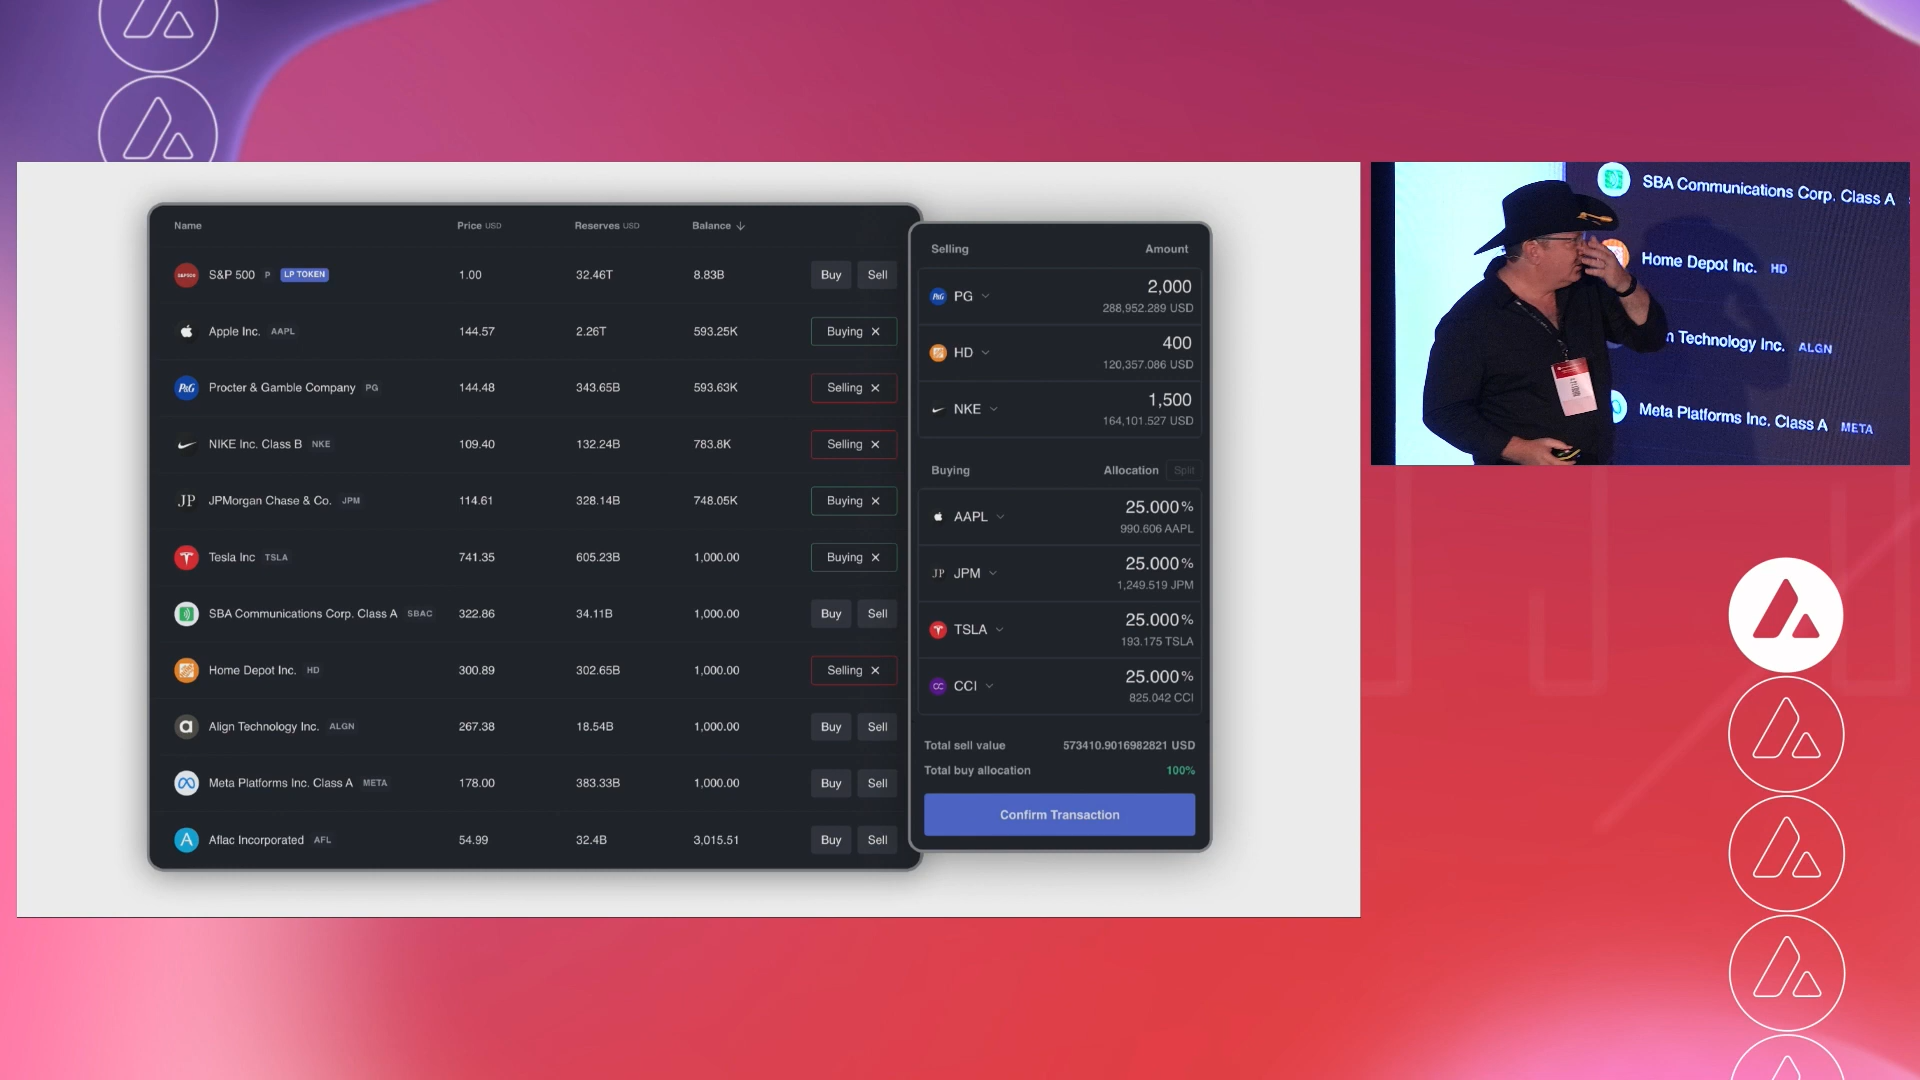 Name Price USD Reserves USD Balance ↓
S&P 500 P LP TOKEN 1.00 32.46T 8.83B Buy Sell
Apple Inc. AAPL 144.57 2.26T 593.25K Buying ×
P&G Procter & Gamble Company PG 144.48 343.65B 593.63K Selling ×
NIKE Inc. Class B NKE 109.40 132.24B 783.8K Selling ×
JP JPMorgan Chase & Co. JPM 114.61 328.14B 748.05K Buying ×
Tesla Inc TSLA 741.35 605.23B 1,000.00 Buying ×
SBA Communications Corp. Class A SBAC 322.86 34.11B 1,000.00 Buy Sell
Home Depot Inc. HD 300.89 302.65B 1,000.00 Selling ×
a Align Technology Inc. ALGN 267.38 18.54B 1,000.00 Buy Sell
Meta Platforms Inc. Class A META 178.00 383.33B 1,000.00 Buy Sell
A Aflac Incorporated AFL 54.99 32.4B 3,015.51 Buy Sell
Selling Amount
P&G PG 2,000
288,952.289 USD
HD 400
120,357.086 USD
NKE 1,500
164,101.527 USD
Buying Allocation Split
AAPL 25.000%
990.606 AAPL
JP JPM 25.000%
1,249.519 JPM
TSLA 25.000%
193.175 TSLA
CC CCI 25.000%
825.042 CCI
Total sell value 573410.9016982821 USD
Total buy allocation 100%
Confirm Transaction
SBA Communications Corp. Class A
Home Depot Inc. HD
n Technology Inc. ALGN
Meta Platforms Inc. Class A META